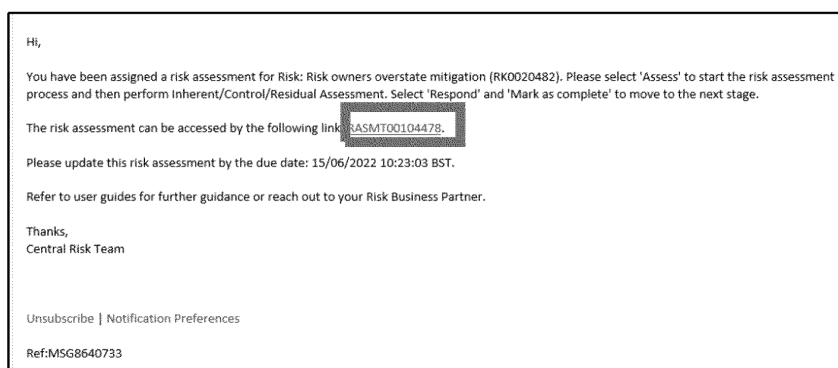 Hi,
You have been assigned a risk assessment for Risk: Risk owners overstate mitigation (RK0020482). Please select 'Assess' to start the risk assessment
process and then perform Inherent/Control/Residual Assessment. Select 'Respond' and 'Mark as complete' to move to the next stage.
The risk assessment can be accessed by the following link RASMT00104478.
Please update this risk assessment by the due date: 15/06/2022 10:23:03 BST.
Refer to user guides for further guidance or reach out to your Risk Business Partner.
Thanks,
Central Risk Team
Unsubscribe | Notification Preferences
Ref:MSG8640733